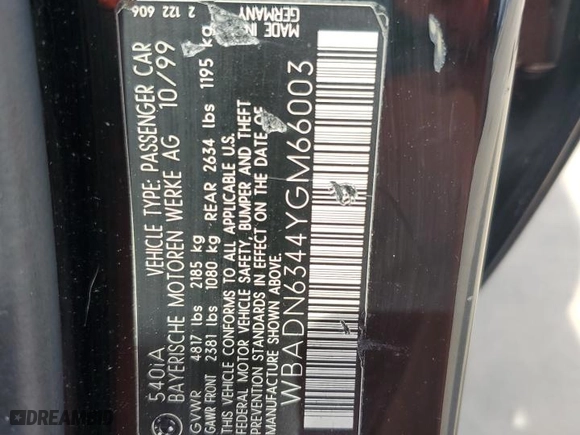 540iA
VEHICLE TYPE: PASSENGER CAR
BAYERISCHE MOTOREN WERKE AG 10/99
2 122 606
GVWR 4817 lbs 2185 kg
GAWR FRONT 2381 lbs 1080 kg REAR 2634 lbs 1195 kg
THIS VEHICLE CONFORMS TO ALL APPLICABLE U.S.
FEDERAL MOTOR VEHICLE SAFETY, BUMPER AND THEFT
PREVENTION STANDARDS IN EFFECT ON THE DATE OF
MANUFACTURE SHOWN ABOVE.
MADE IN
GERMANY
WBADN6344YGM66003
DREAMBID